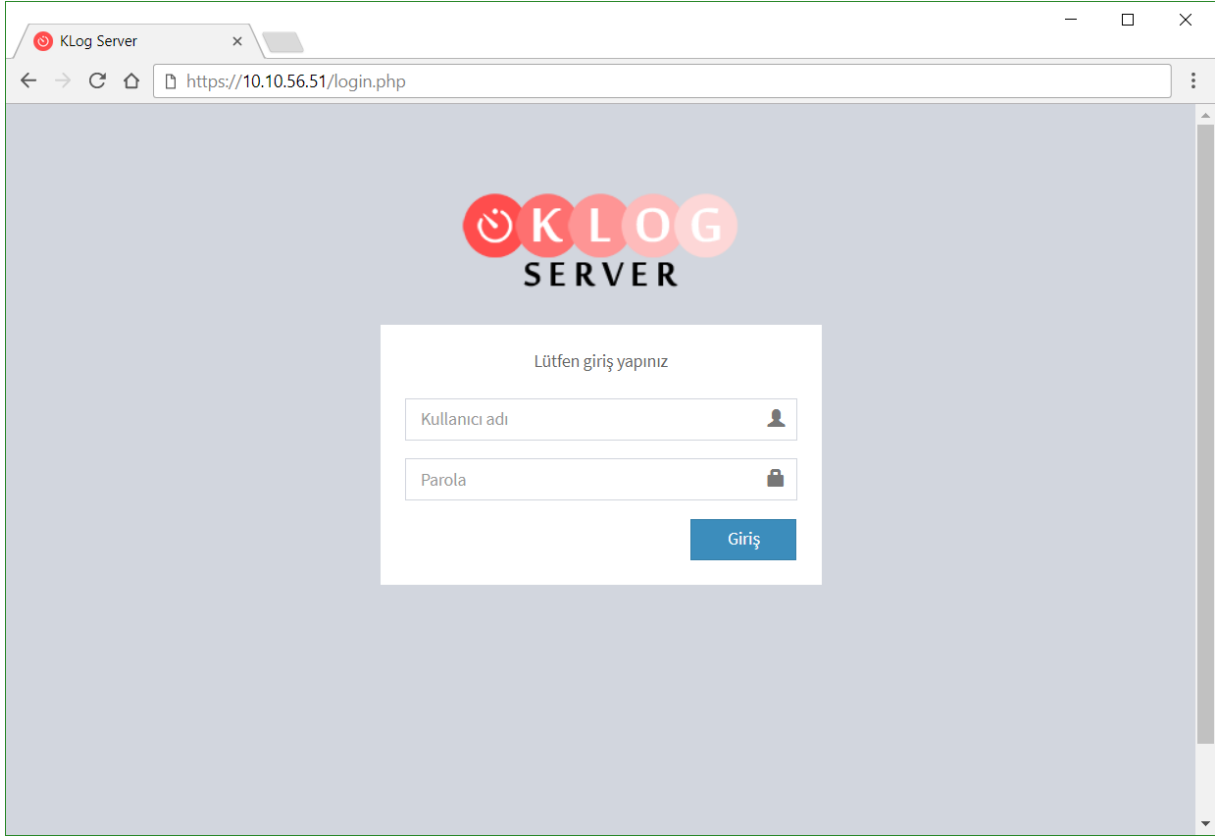 KLog Server
https://10.10.56.51/login.php
KLOG
SERVER
Lütfen giriş yapınız
Kullanıcı adı
Parola
Giriş